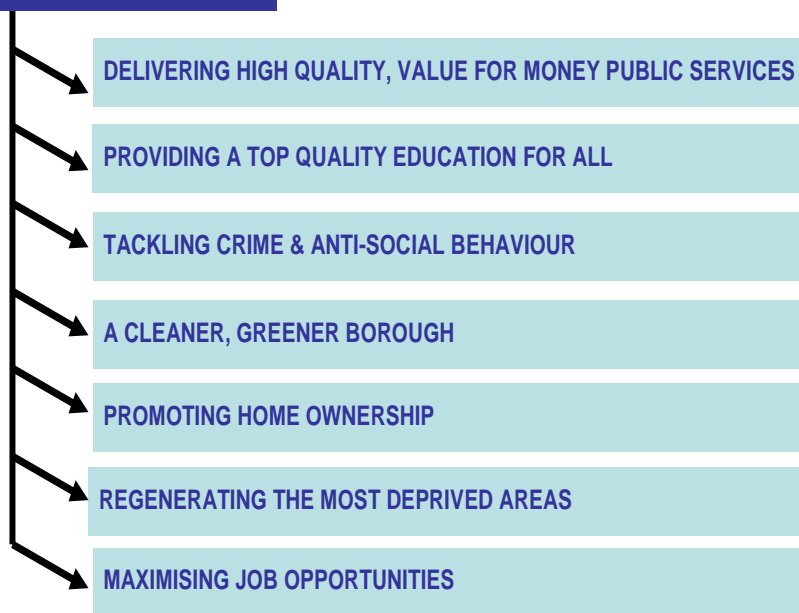 DELIVERING HIGH QUALITY, VALUE FOR MONEY PUBLIC SERVICES
PROVIDING A TOP QUALITY EDUCATION FOR ALL
TACKLING CRIME & ANTI-SOCIAL BEHAVIOUR
A CLEANER, GREENER BOROUGH
PROMOTING HOME OWNERSHIP
REGENERATING THE MOST DEPRIVED AREAS
MAXIMISING JOB OPPORTUNITIES